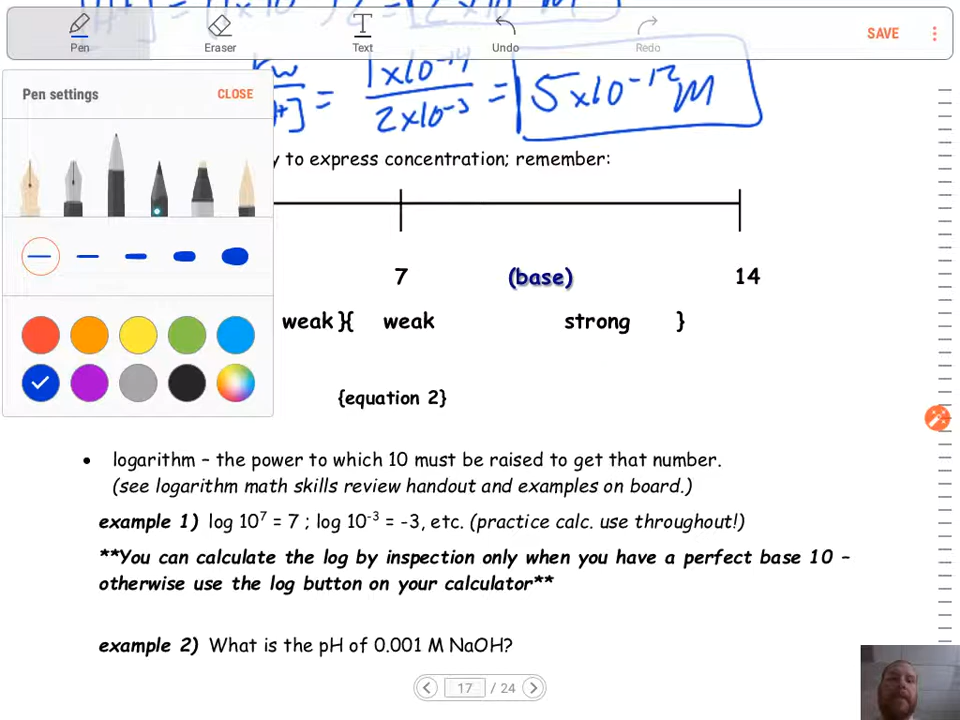 Pen Eraser Text Undo Redo SAVE
= 1x10⁻¹⁴ / 2x10⁻³ = 5x10⁻¹² M
Pen settings CLOSE
to express concentration; remember:
7 (base) 14
weak }{ weak strong }
{equation 2}
• logarithm – the power to which 10 must be raised to get that number.
(see logarithm math skills review handout and examples on board.)
example 1) log 10⁷ = 7 ; log 10⁻³ = -3, etc. (practice calc. use throughout!)
**You can calculate the log by inspection only when you have a perfect base 10 –
otherwise use the log button on your calculator**
example 2) What is the pH of 0.001 M NaOH?
17 / 24